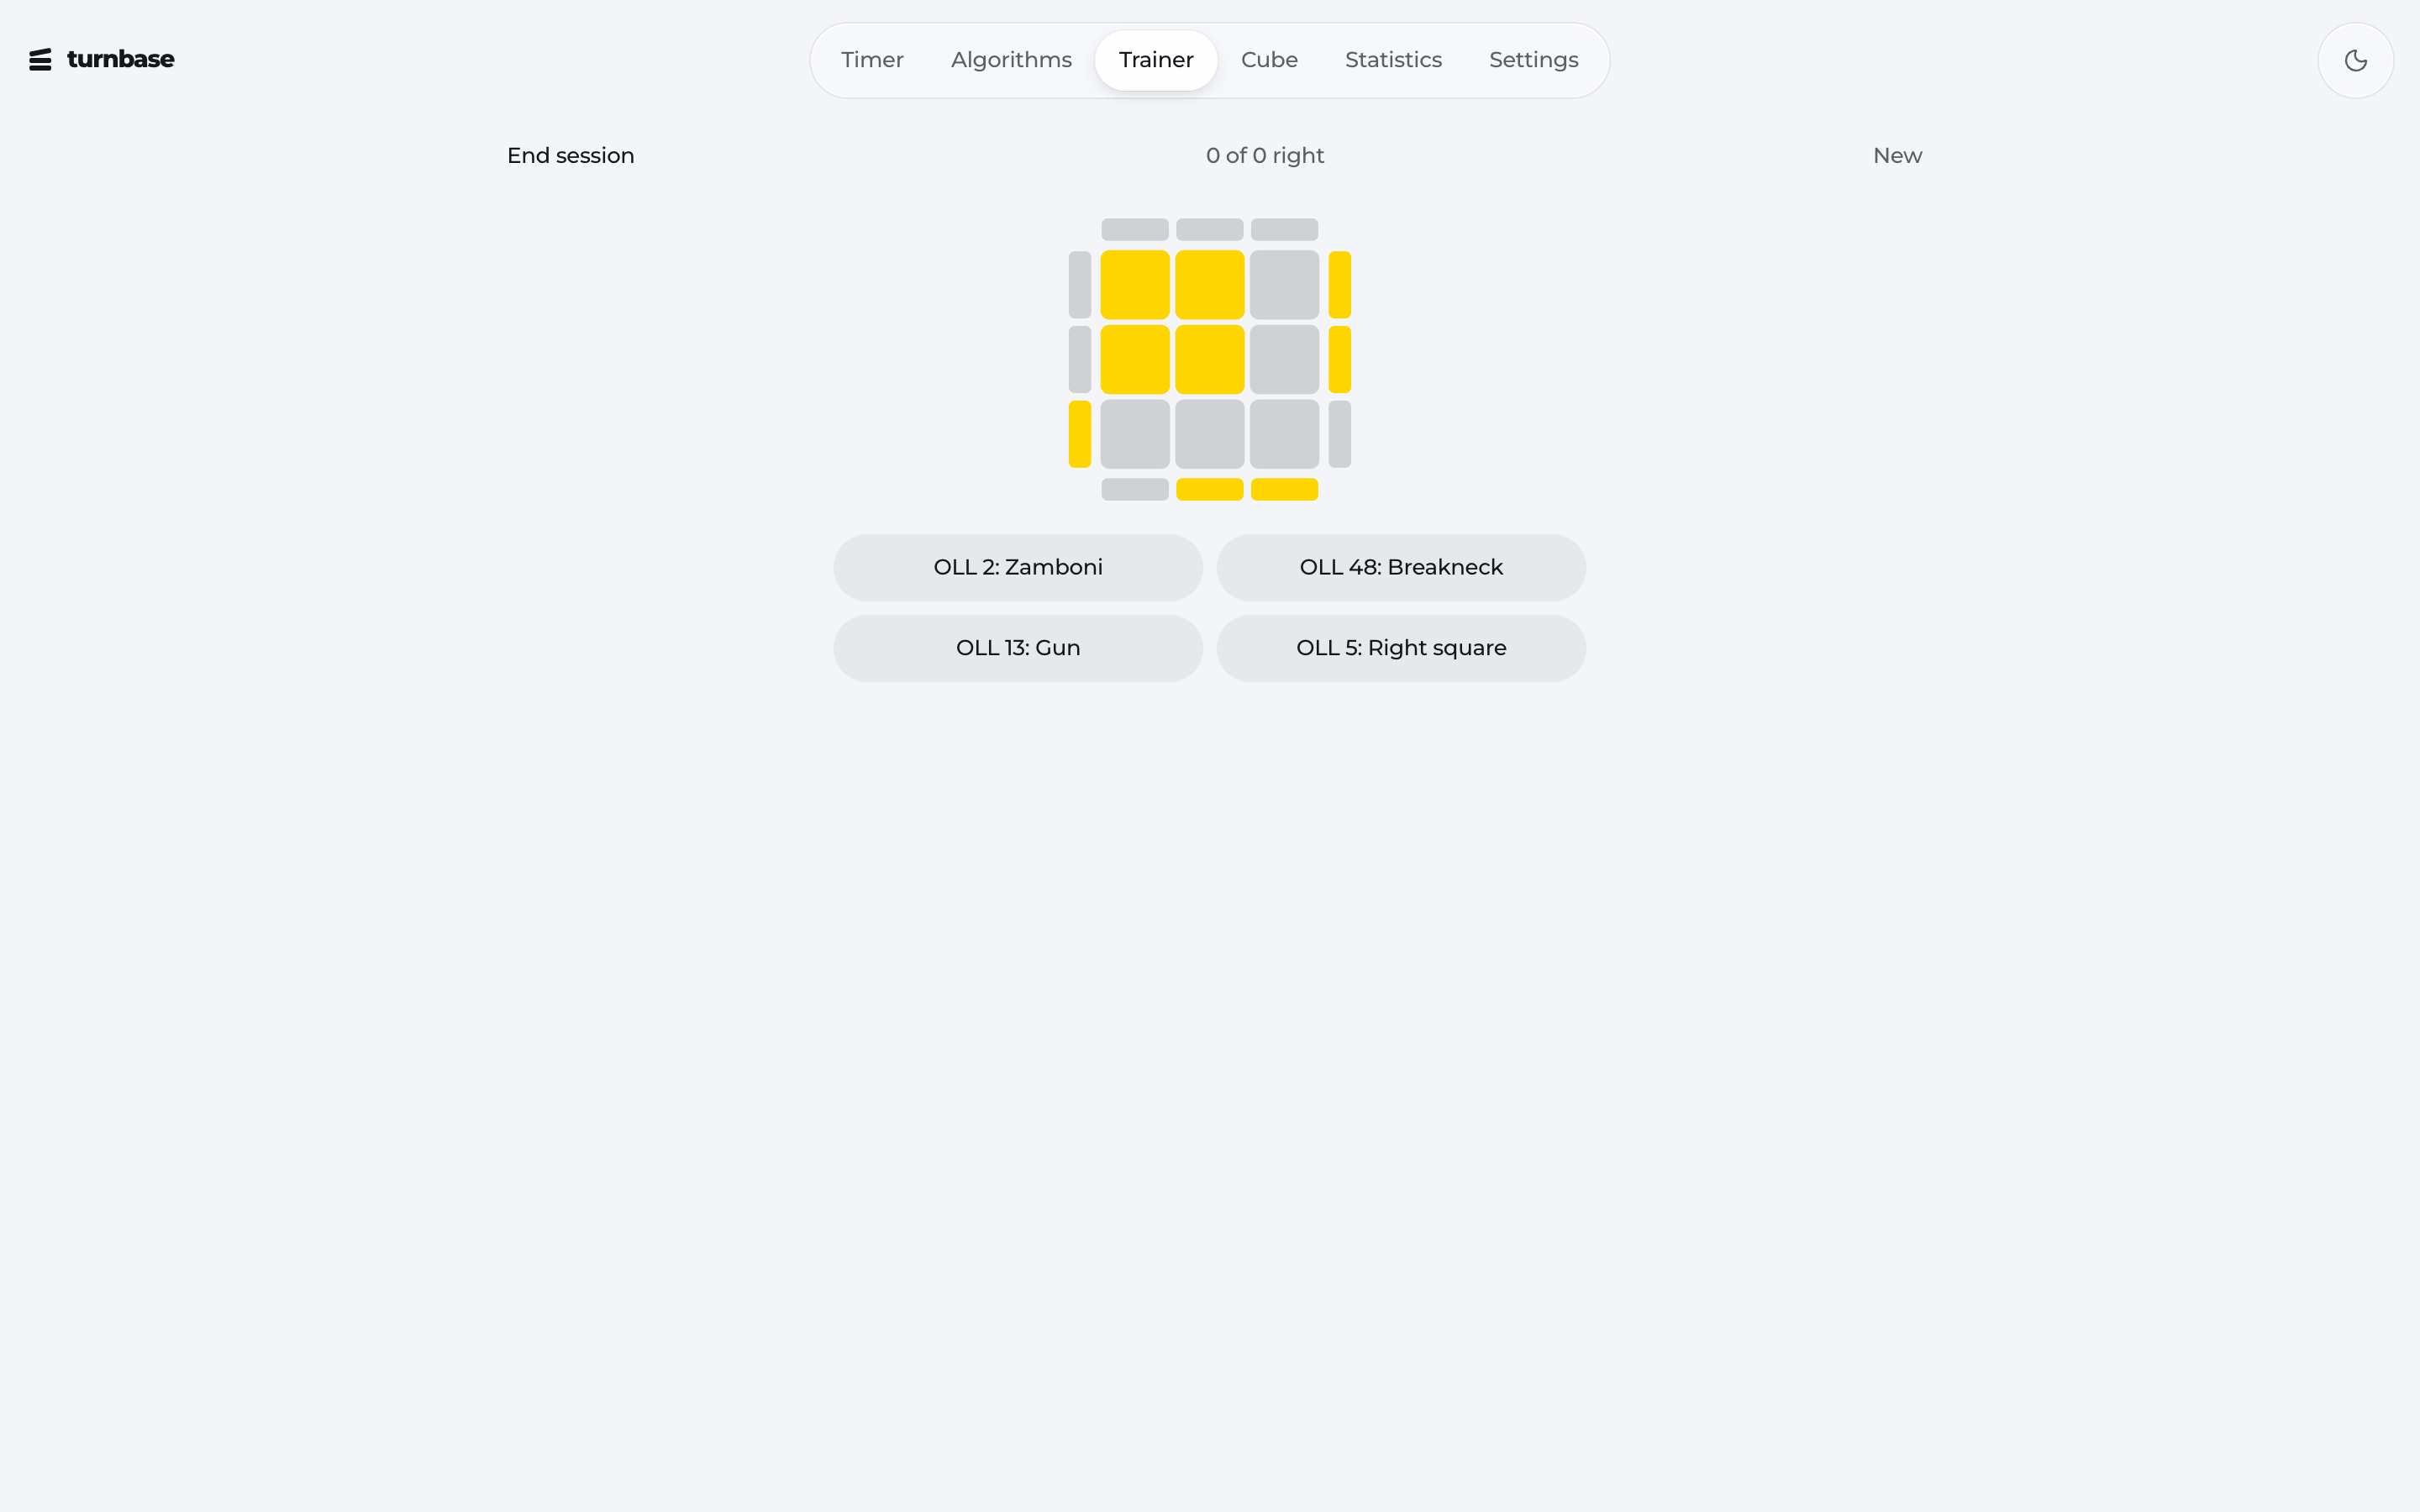 turnbase
Timer Algorithms Trainer Cube Statistics Settings
End session 0 of 0 right New
OLL 2: Zamboni OLL 48: Breakneck
OLL 13: Gun OLL 5: Right square